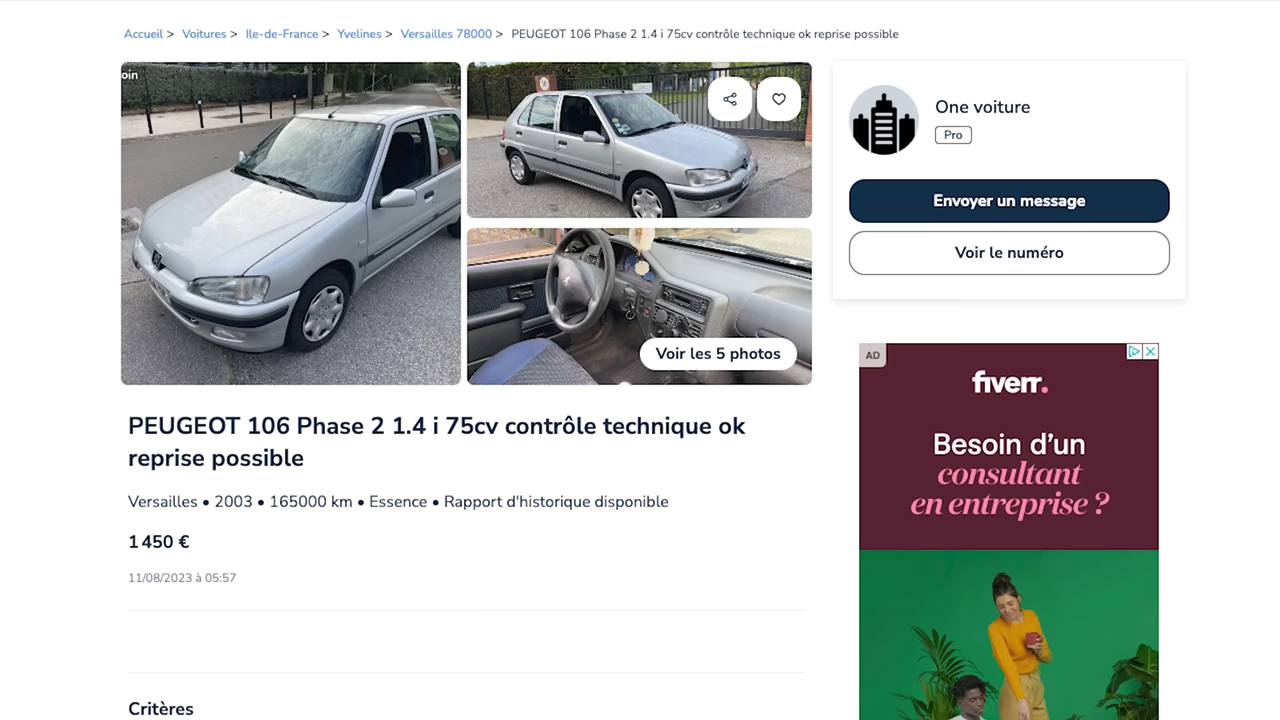 Accueil > Voitures > Ile-de-France > Yvelines > Versailles 78000 > PEUGEOT 106 Phase 2 1.4 i 75cv contrôle technique ok reprise possible
oin
Voir les 5 photos
PEUGEOT 106 Phase 2 1.4 i 75cv contrôle technique ok
reprise possible
Versailles • 2003 • 165000 km • Essence • Rapport d'historique disponible
1 450 €
11/08/2023 à 05:57
Critères
One voiture
Pro
Envoyer un message
Voir le numéro
AD
fiverr.
Besoin d'un
consultant
en entreprise ?